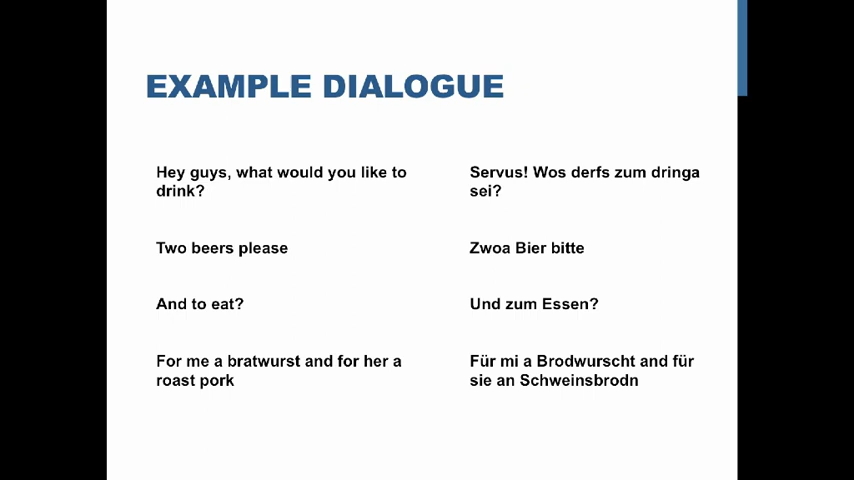 EXAMPLE DIALOGUE
Hey guys, what would you like to
drink?
Servus! Wos derfs zum dringa
sei?
Two beers please
Zwoa Bier bitte
And to eat?
Und zum Essen?
For me a bratwurst and for her a
roast pork
Für mi a Brodwurscht and für
sie an Schweinsbrodn